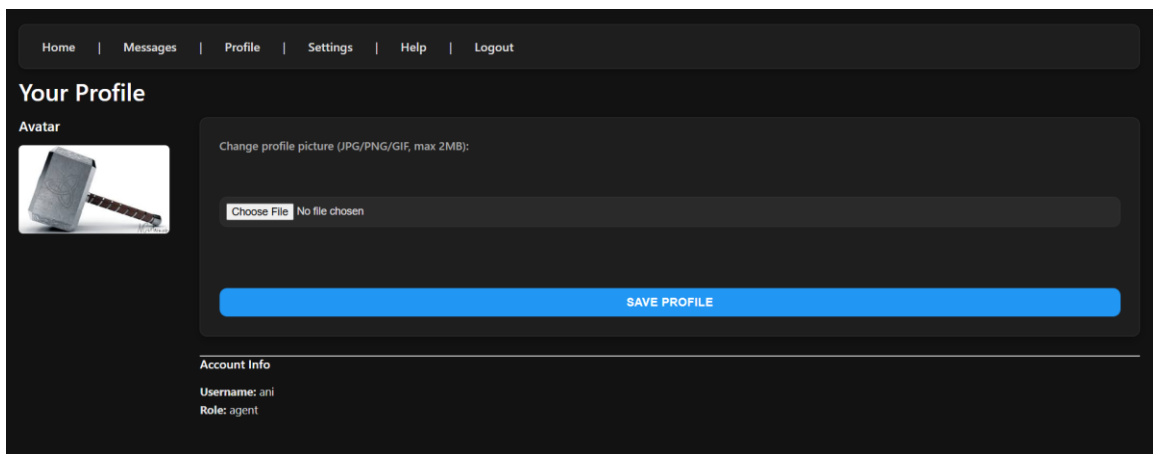 Home | Messages | Profile | Settings | Help | Logout
Your Profile
Avatar
Change profile picture (JPG/PNG/GIF, max 2MB):
Choose File No file chosen
SAVE PROFILE
Account Info
Username: ani
Role: agent